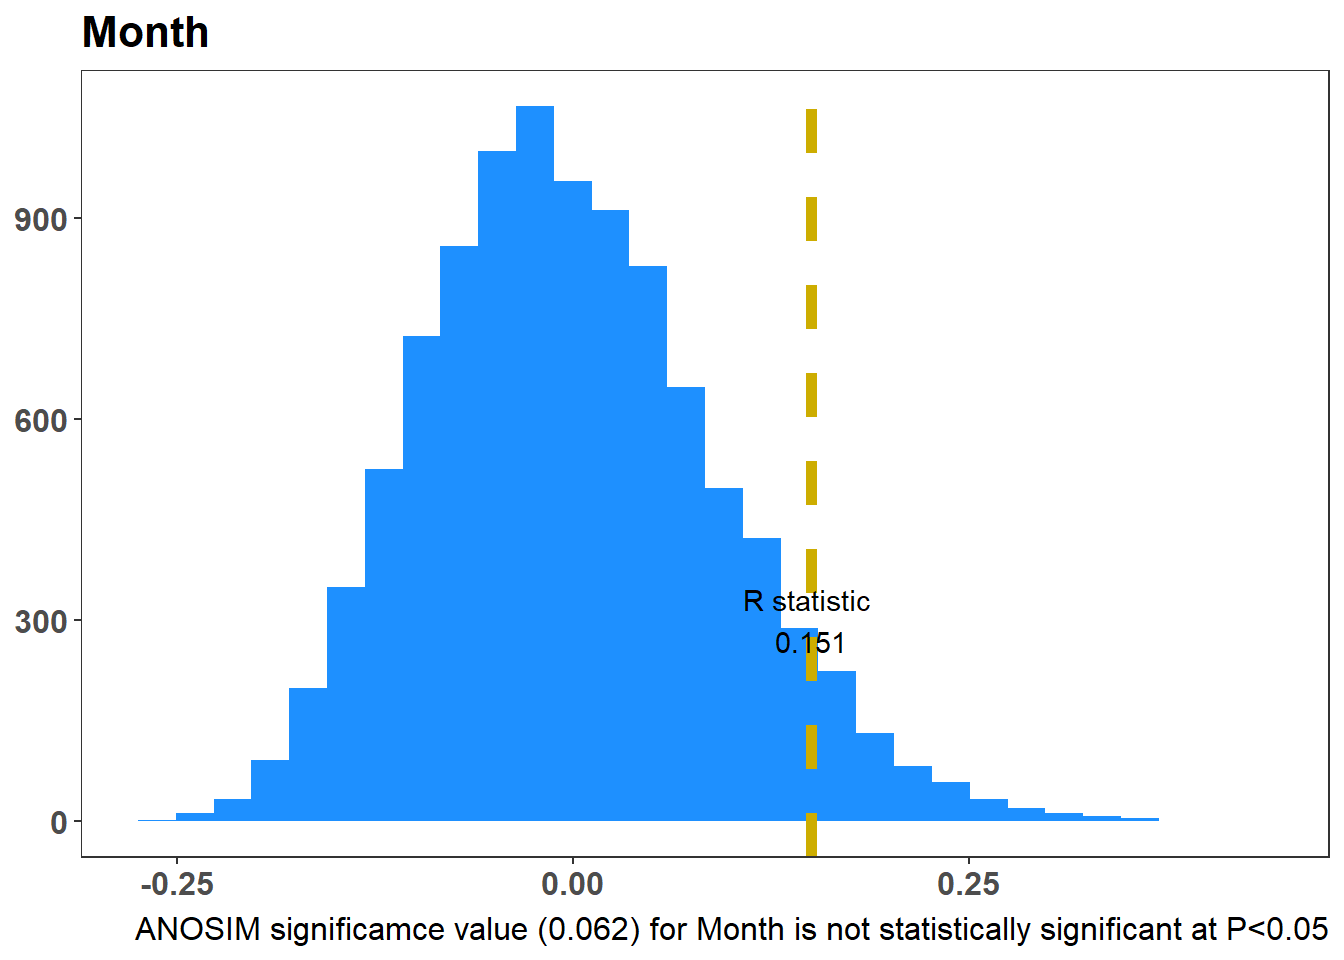 Month
900
600
300
0
R statistic
0.151
-0.25 0.00 0.25
ANOSIM significamce value (0.062) for Month is not statistically significant at P<0.05